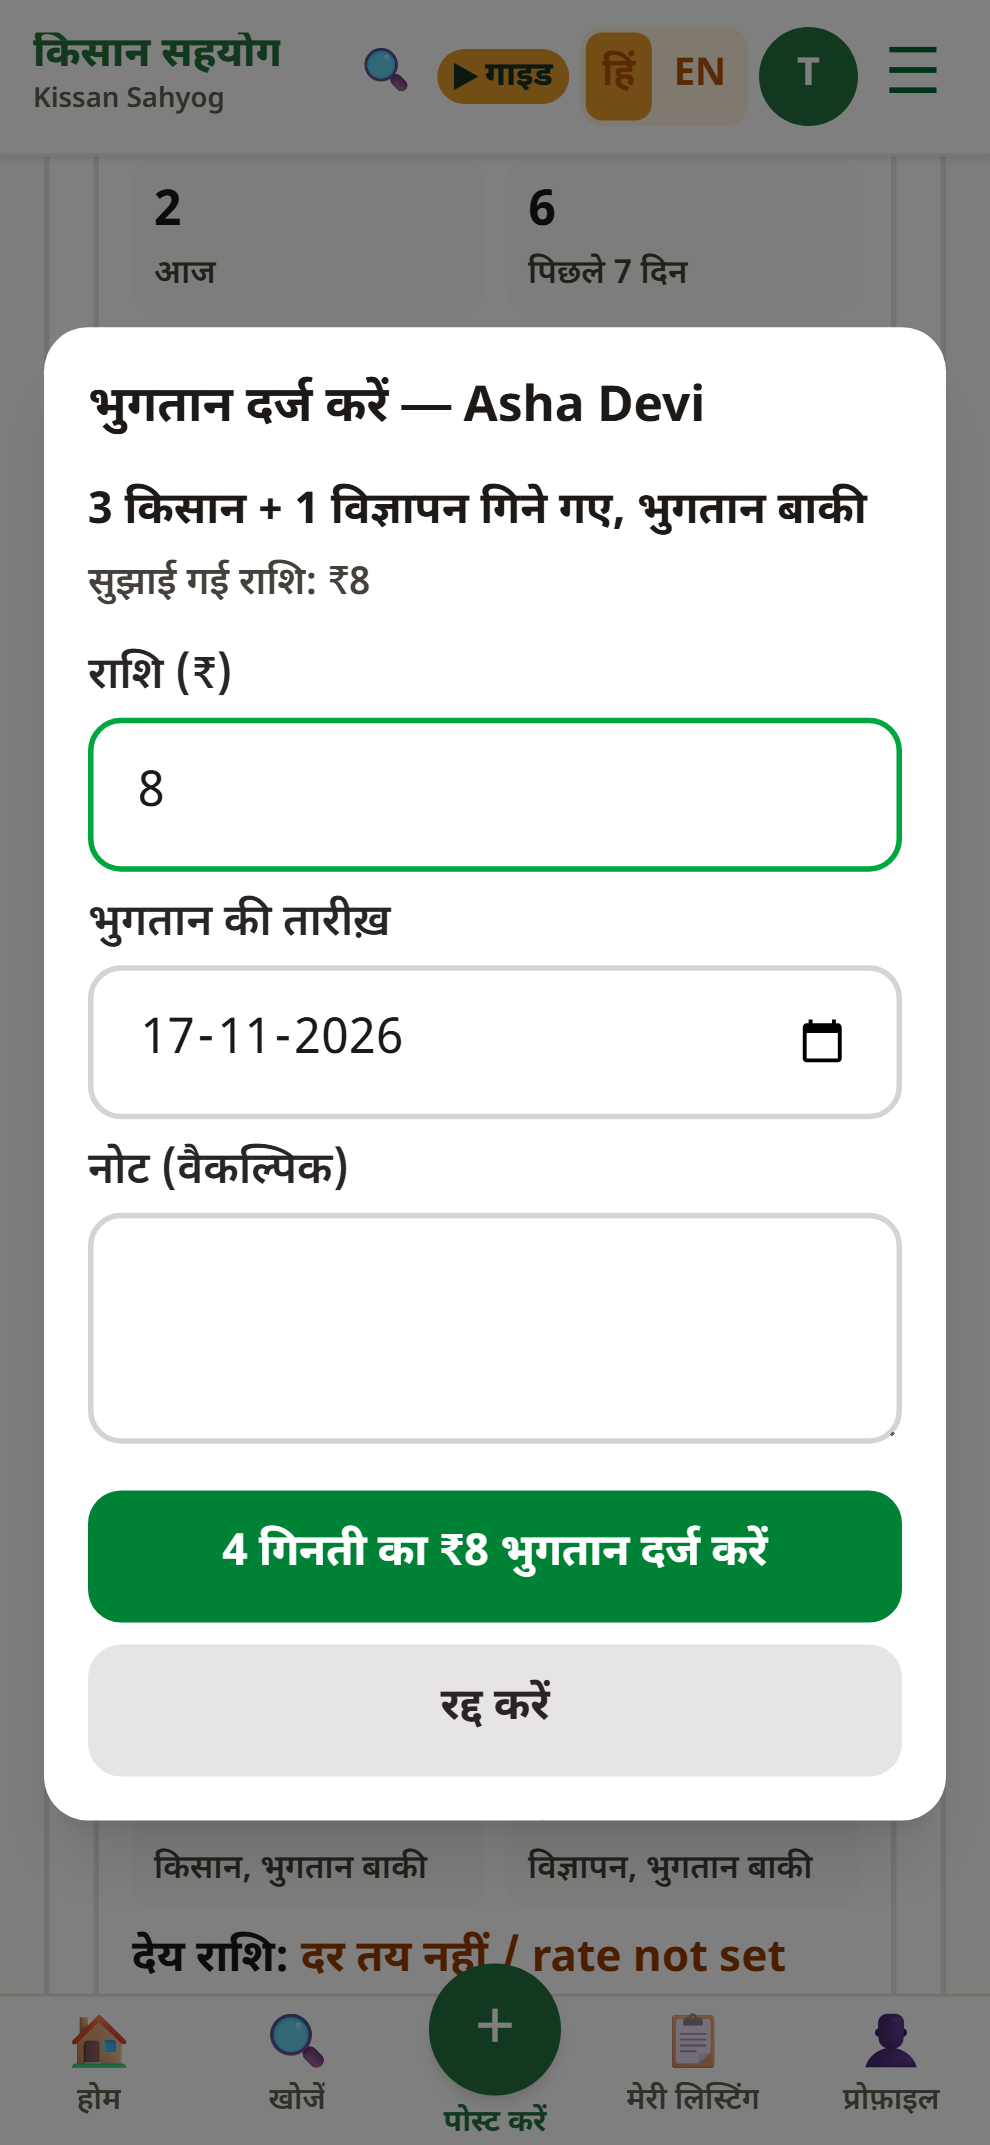 किसान सहयोग
Kissan Sahyog
▶ गाइड
हिं
EN
T
2
6
आज
पिछले 7 दिन
भुगतान दर्ज करें — Asha Devi
3 किसान + 1 विज्ञापन गिने गए, भुगतान बाकी
सुझाई गई राशि: ₹8
राशि (₹)
8
भुगतान की तारीख़
17-11-2026
नोट (वैकल्पिक)
4 गिनती का ₹8 भुगतान दर्ज करें
रद्द करें
किसान, भुगतान बाकी
विज्ञापन, भुगतान बाकी
देय राशि: दर तय नहीं / rate not set
+
होम
खोजें
पोस्ट करें
मेरी लिस्टिंग
प्रोफ़ाइल